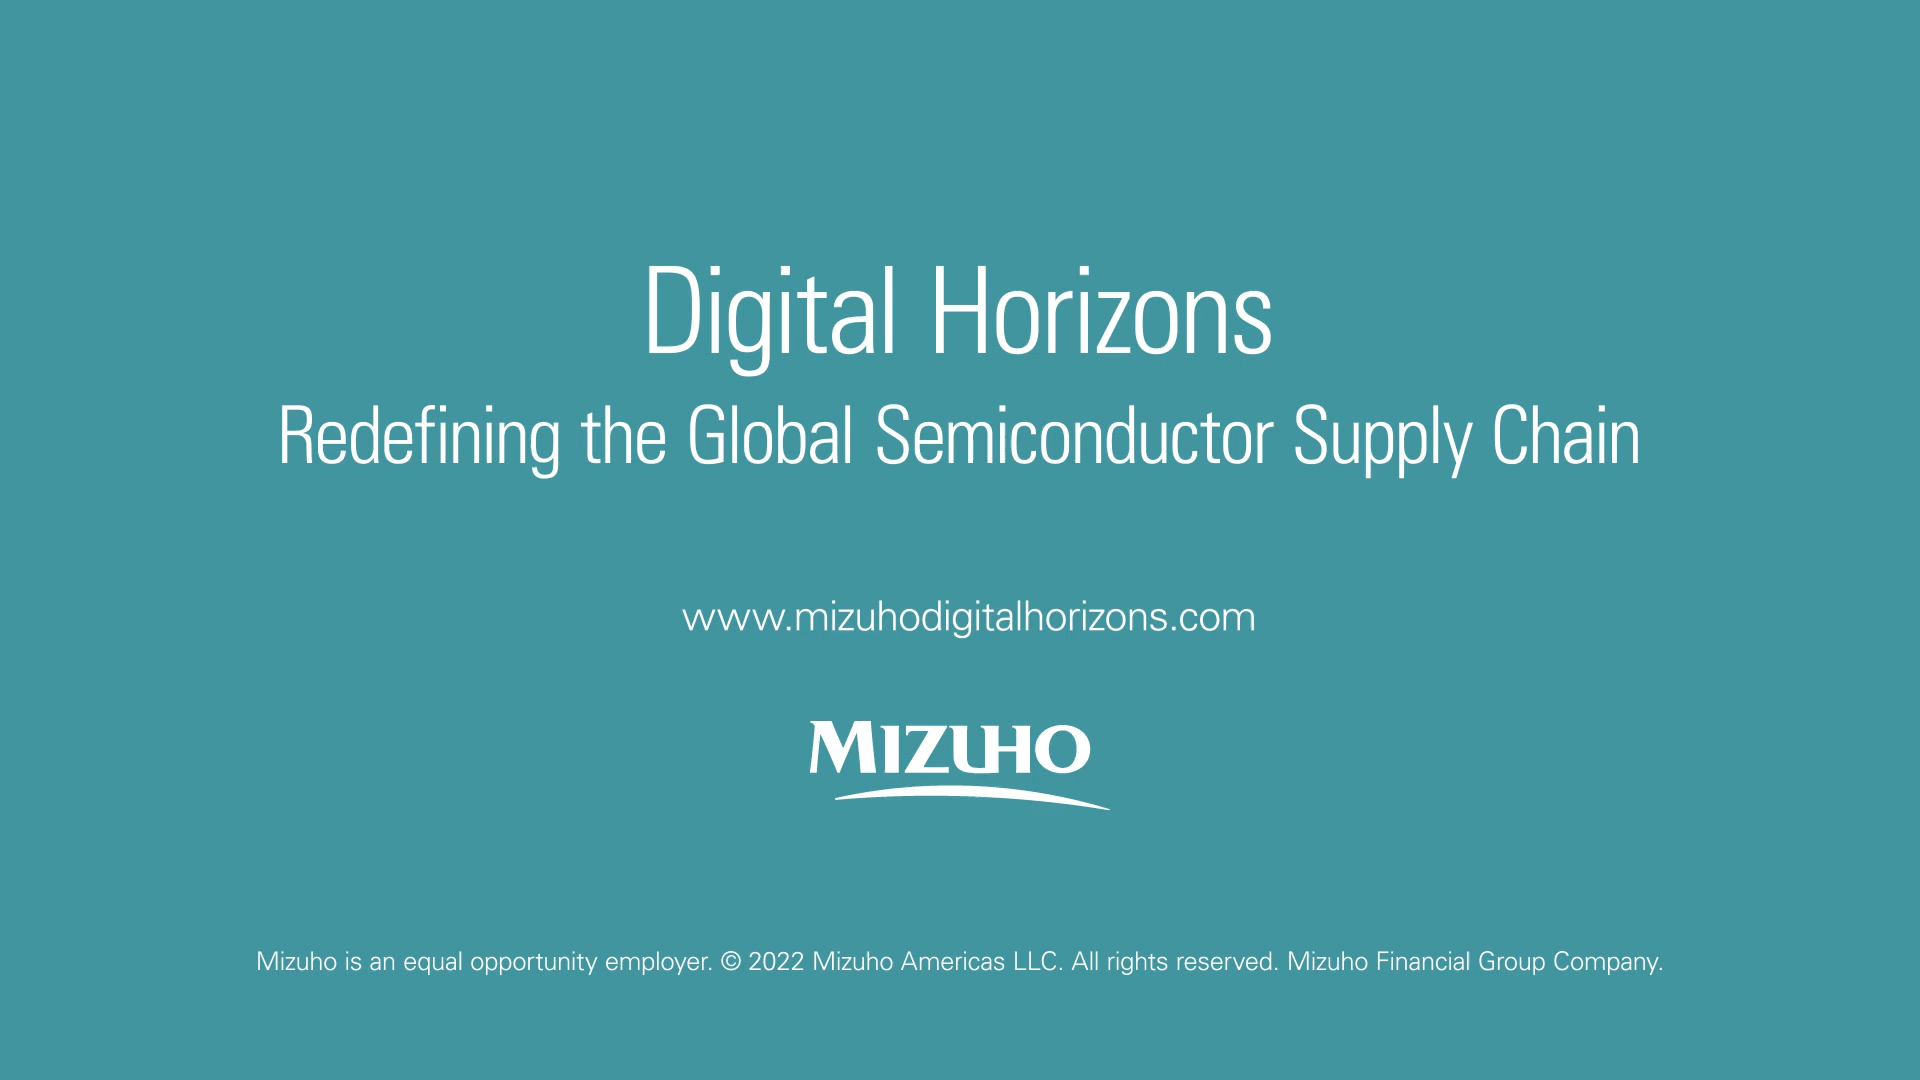 Digital Horizons
Redefining the Global Semiconductor Supply Chain
www.mizuhodigitalhorizons.com
MIZUHO
Mizuho is an equal opportunity employer. © 2022 Mizuho Americas LLC. All rights reserved. Mizuho Financial Group Company.